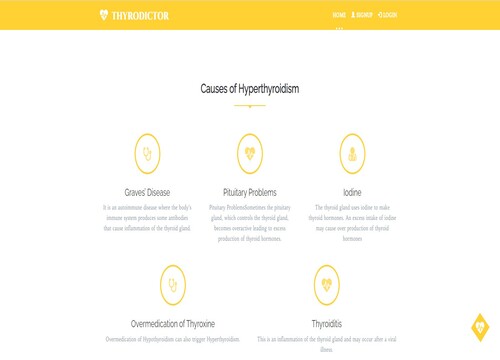 THYRODICTOR
HOME SIGNUP LOGIN
Causes of Hyperthyroidism
Graves' Disease
It is an autoimmune disease where the body's
immune system produces some antibodies
that cause inflammation of the thyroid gland.
Pituitary Problems
Pituitary ProblemsSometimes the pituitary
gland, which controls the thyroid gland,
becomes overactive leading to excess
production of thyroid hormones.
Iodine
The thyroid gland uses iodine to make
thyroid hormones. An excess intake of iodine
may cause over production of thyroid
hormones
Overmedication of Thyroxine
Overmedication of Hypothyroidism can also trigger Hyperthyroidism.
Thyroiditis
This is an inflammation of the thyroid gland and may occur after a viral
illness.